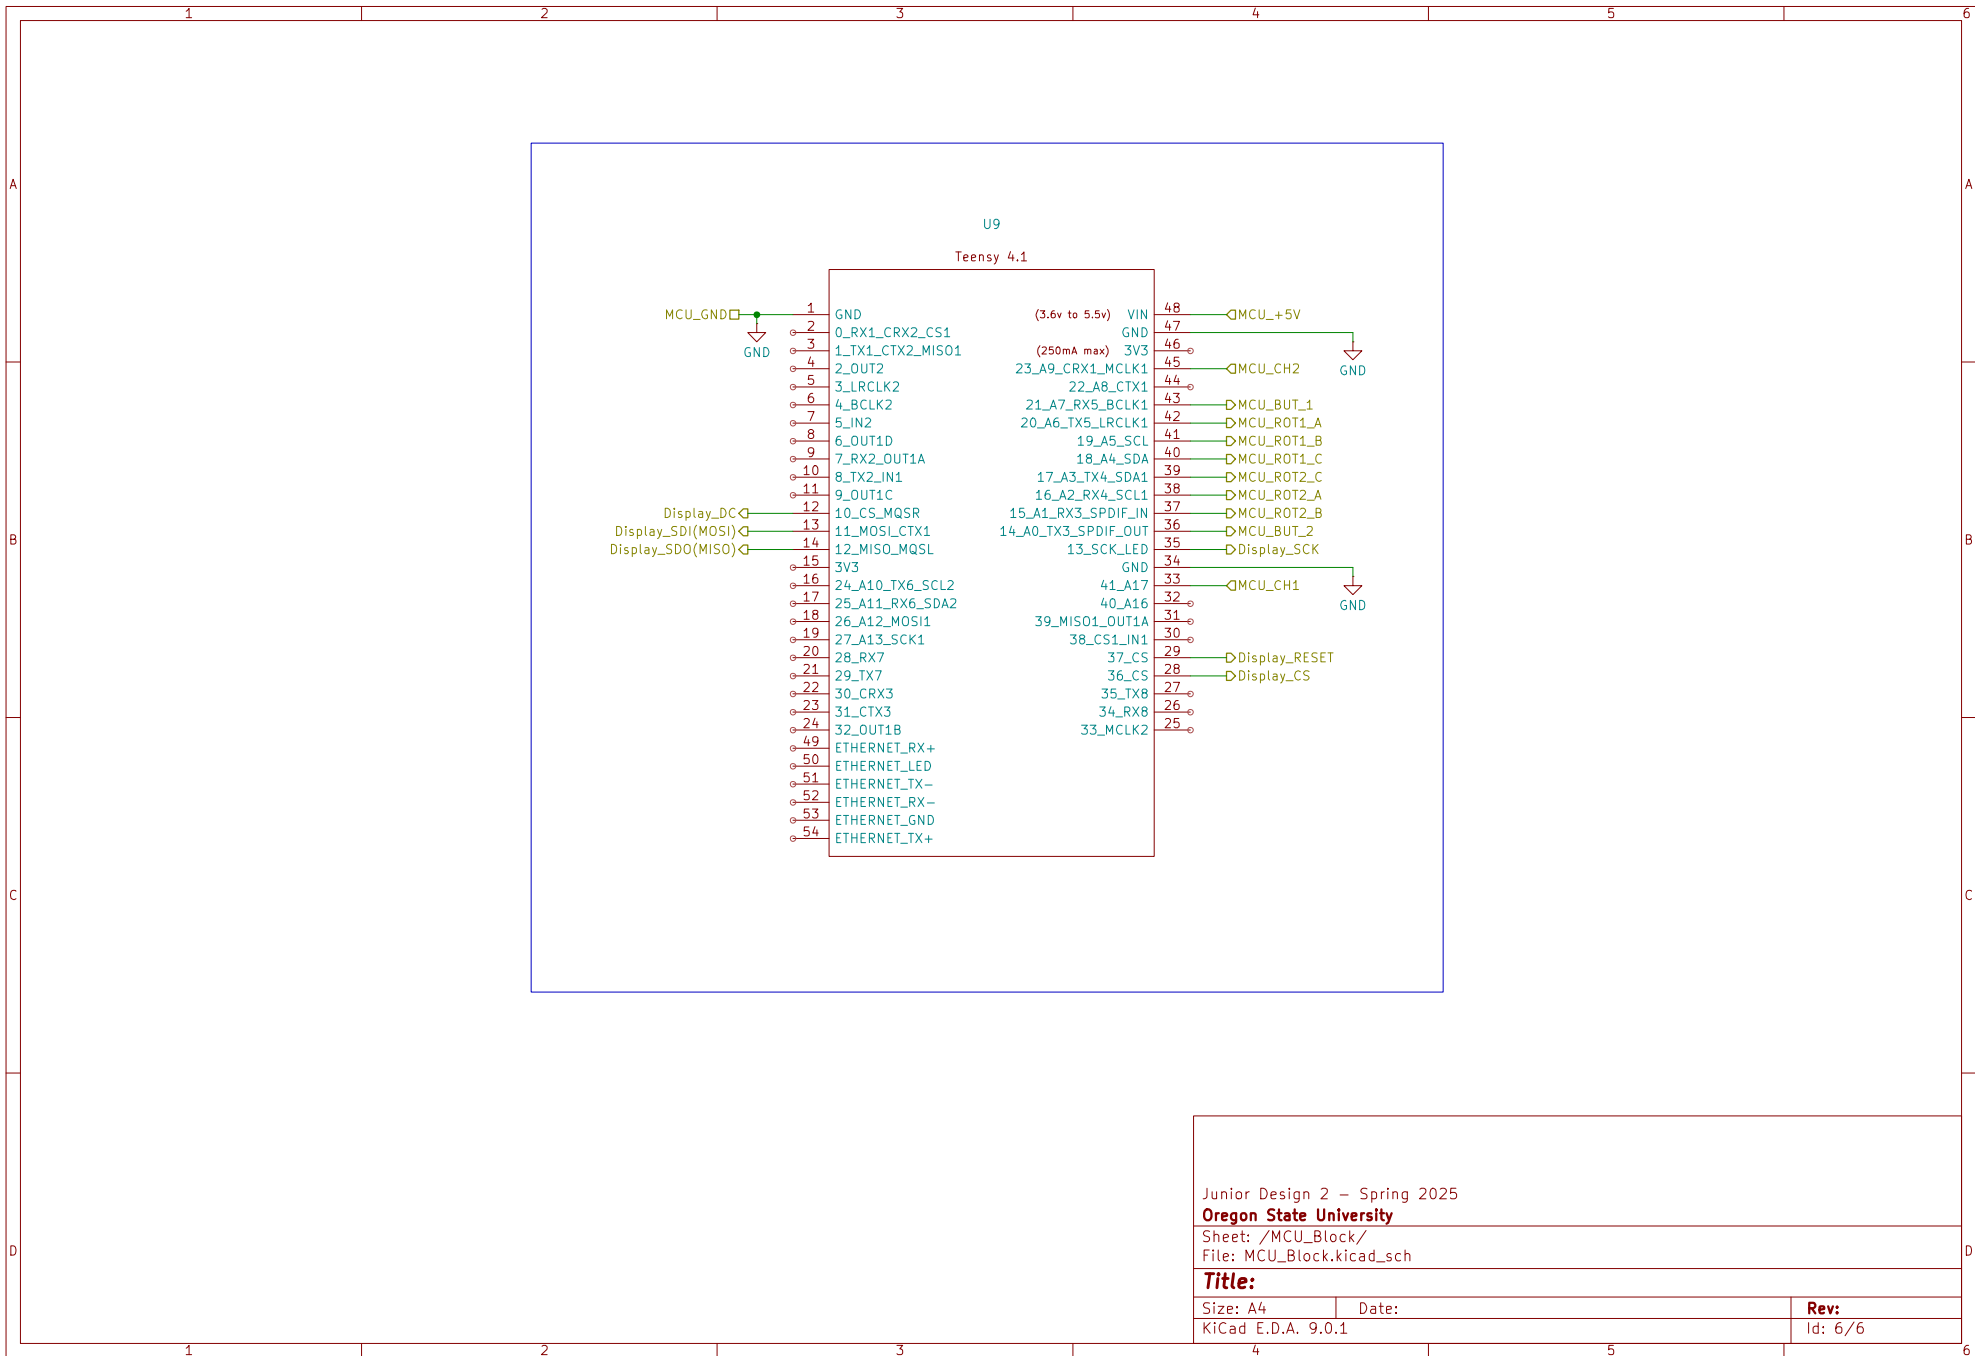 1 2 3 4 5 6
A A
B B
C C
D D
U9
Teensy 4.1
MCU_GND 1 GND
GND
2 0_RX1_CRX2_CS1
3 1_TX1_CTX2_MISO1
4 2_OUT2
5 3_LRCLK2
6 4_BCLK2
7 5_IN2
8 6_OUT1D
9 7_RX2_OUT1A
10 8_TX2_IN1
11 9_OUT1C
Display_DC 12 10_CS_MQSR
Display_SDI(MOSI) 13 11_MOSI_CTX1
Display_SDO(MISO) 14 12_MISO_MQSL
15 3V3
16 24_A10_TX6_SCL2
17 25_A11_RX6_SDA2
18 26_A12_MOSI1
19 27_A13_SCK1
20 28_RX7
21 29_TX7
22 30_CRX3
23 31_CTX3
24 32_OUT1B
49 ETHERNET_RX+
50 ETHERNET_LED
51 ETHERNET_TX-
52 ETHERNET_RX-
53 ETHERNET_GND
54 ETHERNET_TX+
(3.6v to 5.5v) VIN 48 MCU_+5V
GND 47
GND
(250mA max) 3V3 46
23_A9_CRX1_MCLK1 45 MCU_CH2
22_A8_CTX1 44
21_A7_RX5_BCLK1 43 MCU_BUT_1
20_A6_TX5_LRCLK1 42 MCU_ROT1_A
19_A5_SCL 41 MCU_ROT1_B
18_A4_SDA 40 MCU_ROT1_C
17_A3_TX4_SDA1 39 MCU_ROT2_C
16_A2_RX4_SCL1 38 MCU_ROT2_A
15_A1_RX3_SPDIF_IN 37 MCU_ROT2_B
14_A0_TX3_SPDIF_OUT 36 MCU_BUT_2
13_SCK_LED 35 Display_SCK
GND 34
GND
41_A17 33 MCU_CH1
40_A16 32
39_MISO1_OUT1A 31
38_CS1_IN1 30
37_CS 29 Display_RESET
36_CS 28 Display_CS
35_TX8 27
34_RX8 26
33_MCLK2 25
Junior Design 2 - Spring 2025
Oregon State University
Sheet: /MCU_Block/
File: MCU_Block.kicad_sch
Title:
Size: A4 Date: Rev:
KiCad E.D.A. 9.0.1 Id: 6/6
1 2 3 4 5 6